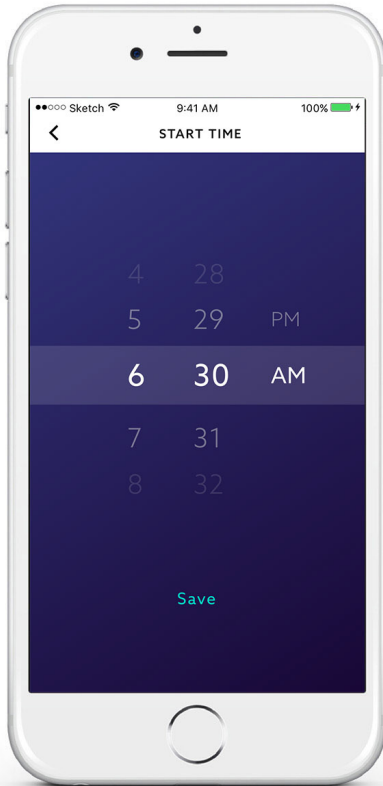 ●●○○○ Sketch 9:41 AM 100%
START TIME
4 28
5 29 PM
6 30 AM
7 31
8 32
Save